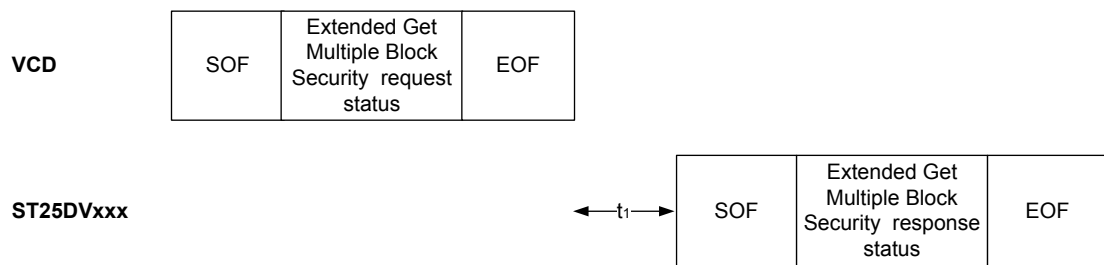 VCD
SOF
Extended Get
Multiple Block
Security request
status
EOF
ST25DVxxx
t1
SOF
Extended Get
Multiple Block
Security response
status
EOF